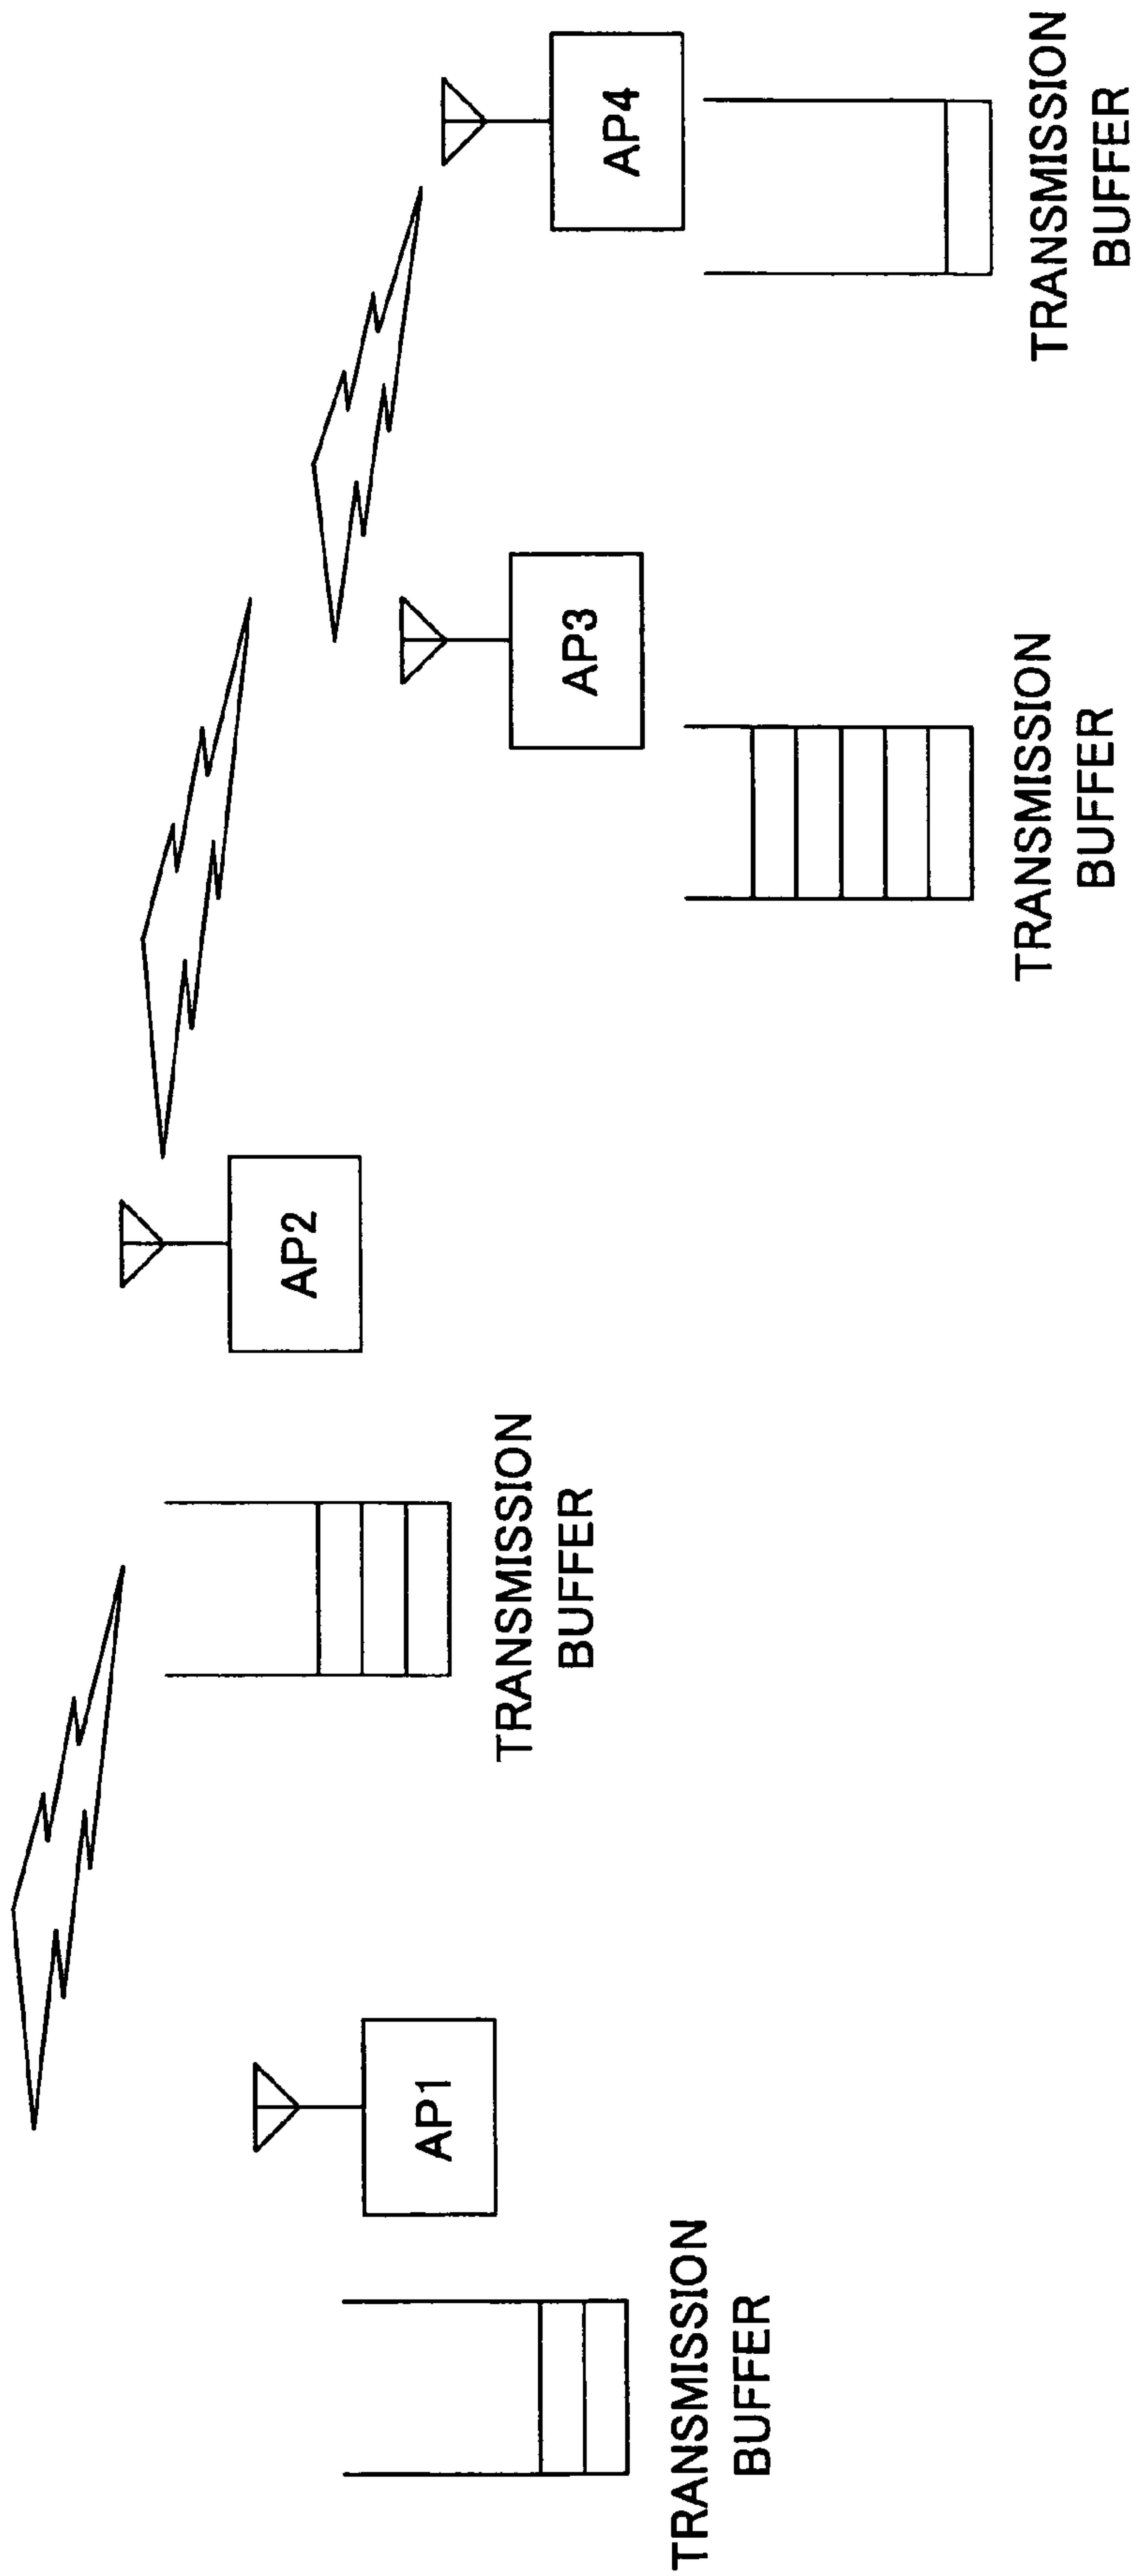 AP1
TRANSMISSION
BUFFER
AP2
TRANSMISSION
BUFFER
AP3
TRANSMISSION
BUFFER
AP4
TRANSMISSION
BUFFER